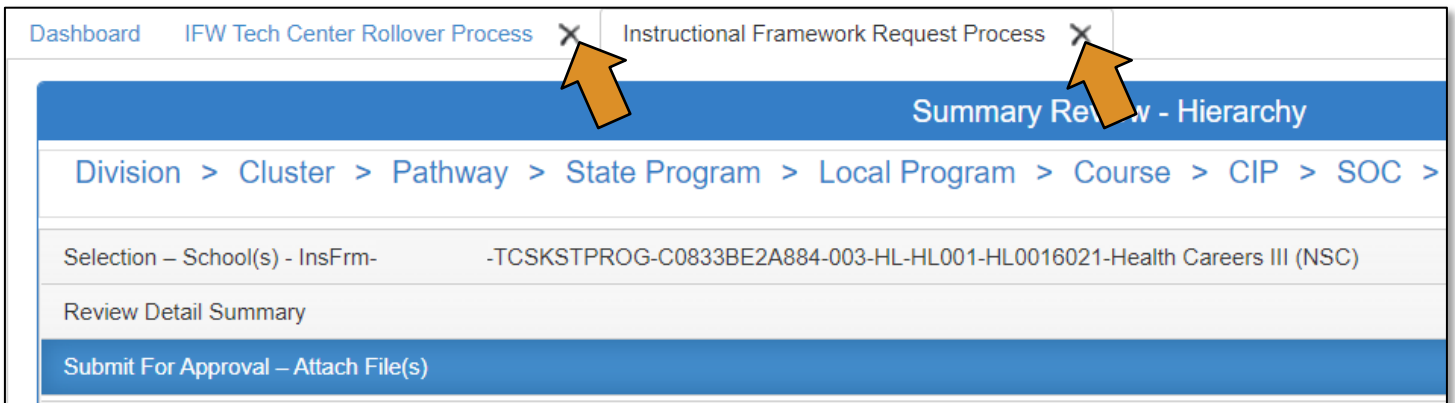 Dashboard IFW Tech Center Rollover Process Instructional Framework Request Process
Summary Review - Hierarchy
Division > Cluster > Pathway > State Program > Local Program > Course > CIP > SOC >
Selection – School(s) - InsFrm- -TCSKSTPROG-C0833BE2A884-003-HL-HL001-HL0016021-Health Careers III (NSC)
Review Detail Summary
Submit For Approval – Attach File(s)